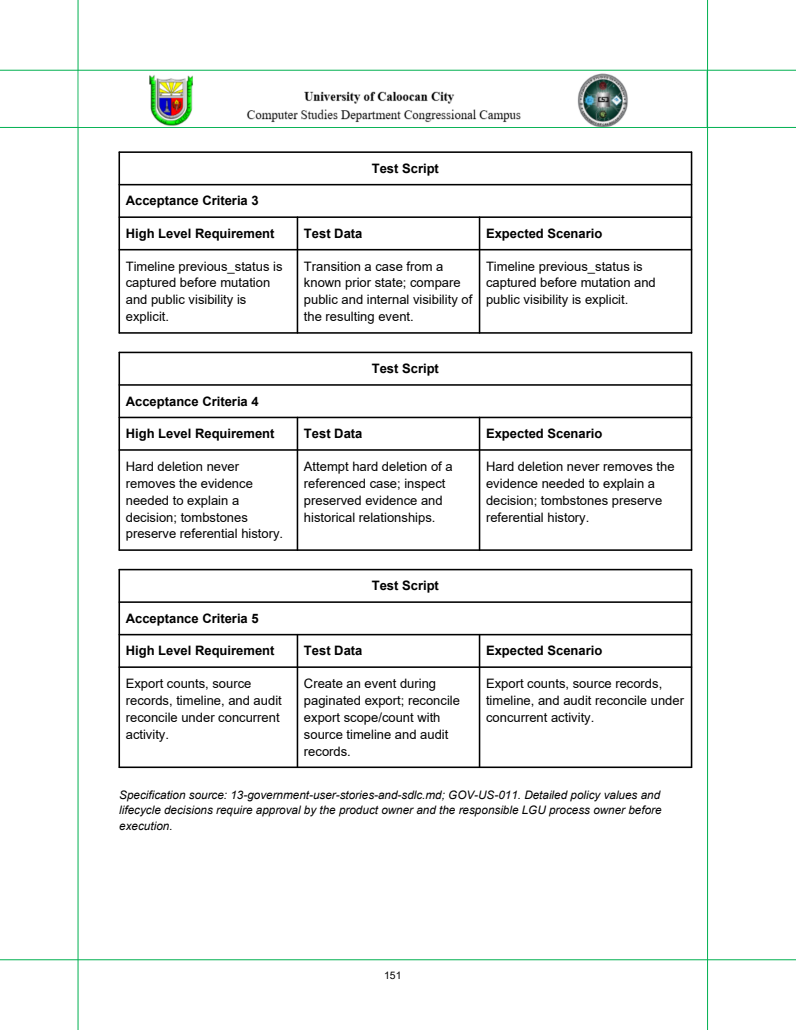 University of Caloocan City
Computer Studies Department Congressional Campus
Test Script
Acceptance Criteria 3
High Level Requirement
Test Data
Expected Scenario
Timeline previous_status is
captured before mutation
and public visibility is
explicit.
Transition a case from a
known prior state; compare
public and internal visibility of
the resulting event.
Timeline previous_status is
captured before mutation and
public visibility is explicit.
Test Script
Acceptance Criteria 4
High Level Requirement
Test Data
Expected Scenario
Hard deletion never
removes the evidence
needed to explain a
decision; tombstones
preserve referential history.
Attempt hard deletion of a
referenced case; inspect
preserved evidence and
historical relationships.
Hard deletion never removes the
evidence needed to explain a
decision; tombstones preserve
referential history.
Test Script
Acceptance Criteria 5
High Level Requirement
Test Data
Expected Scenario
Export counts, source
records, timeline, and audit
reconcile under concurrent
activity.
Create an event during
paginated export; reconcile
export scope/count with
source timeline and audit
records.
Export counts, source records,
timeline, and audit reconcile under
concurrent activity.
Specification source: 13-government-user-stories-and-sdlc.md; GOV-US-011. Detailed policy values and
lifecycle decisions require approval by the product owner and the responsible LGU process owner before
execution.
151